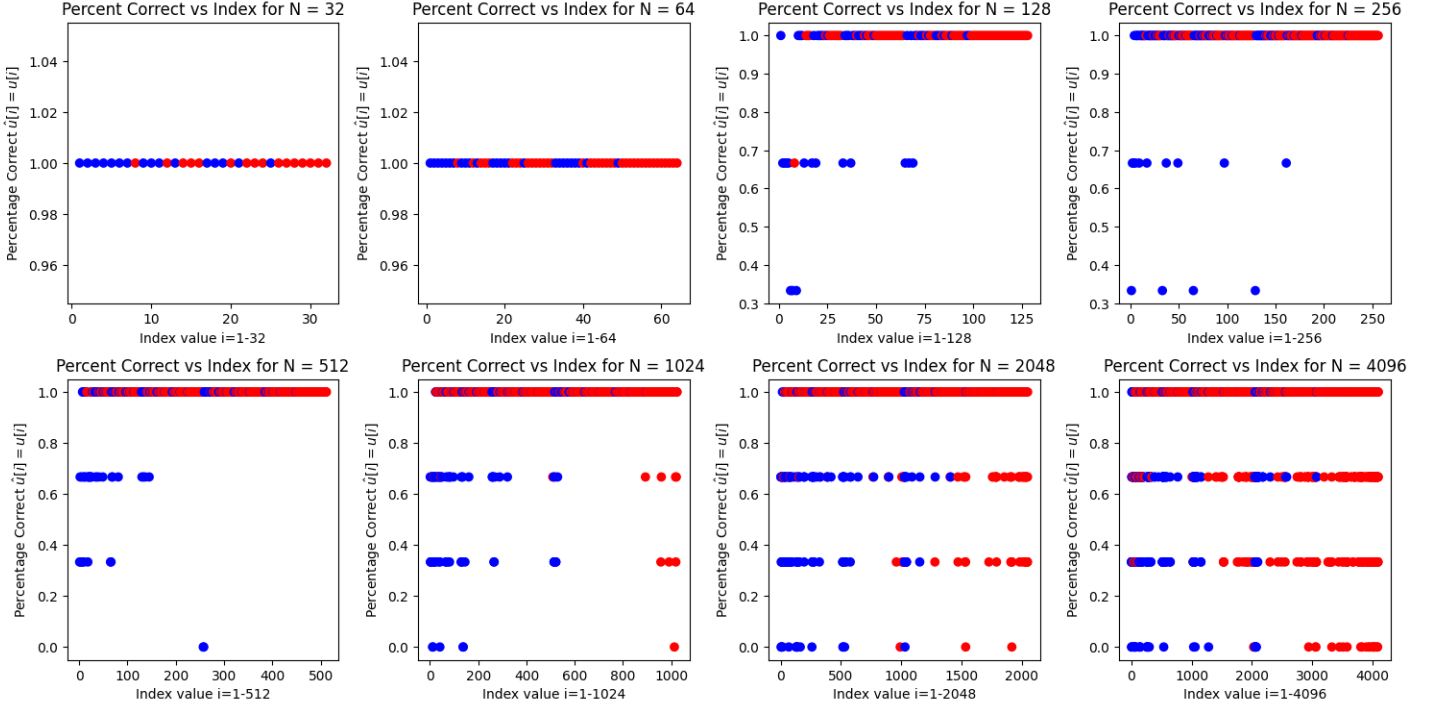 Percent Correct vs Index for N = 32
Percentage Correct û[i] = u[i]
1.04
1.02
1.00
0.98
0.96
0 10 20 30
Index value i=1-32
Percent Correct vs Index for N = 64
Percentage Correct û[i] = u[i]
1.04
1.02
1.00
0.98
0.96
0 20 40 60
Index value i=1-64
Percent Correct vs Index for N = 128
Percentage Correct û[i] = u[i]
1.0
0.9
0.8
0.7
0.6
0.5
0.4
0.3
0 25 50 75 100 125
Index value i=1-128
Percent Correct vs Index for N = 256
Percentage Correct û[i] = u[i]
1.0
0.9
0.8
0.7
0.6
0.5
0.4
0.3
0 50 100 150 200 250
Index value i=1-256
Percent Correct vs Index for N = 512
Percentage Correct û[i] = u[i]
1.0
0.8
0.6
0.4
0.2
0.0
0 100 200 300 400 500
Index value i=1-512
Percent Correct vs Index for N = 1024
Percentage Correct û[i] = u[i]
1.0
0.8
0.6
0.4
0.2
0.0
0 200 400 600 800 1000
Index value i=1-1024
Percent Correct vs Index for N = 2048
Percentage Correct û[i] = u[i]
1.0
0.8
0.6
0.4
0.2
0.0
0 500 1000 1500 2000
Index value i=1-2048
Percent Correct vs Index for N = 4096
Percentage Correct û[i] = u[i]
1.0
0.8
0.6
0.4
0.2
0.0
0 1000 2000 3000 4000
Index value i=1-4096